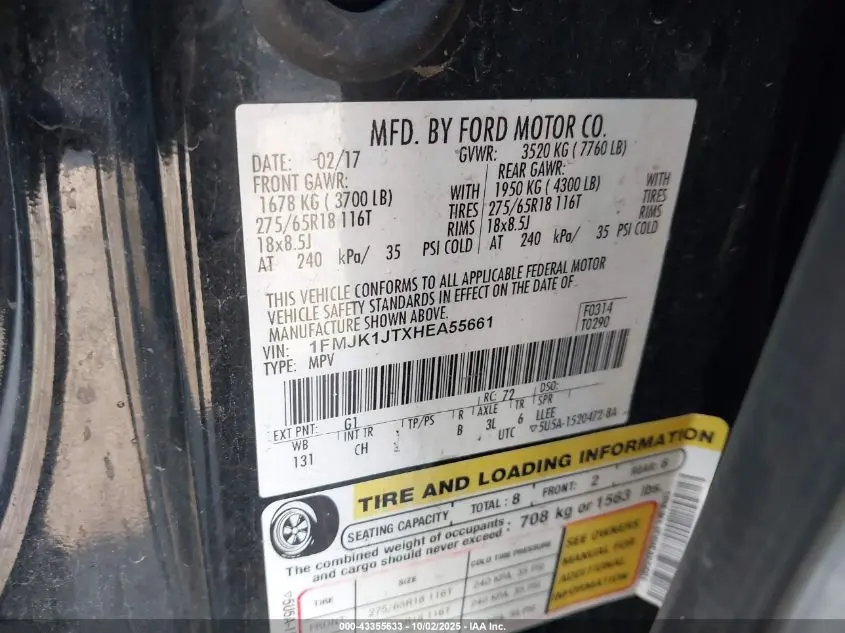 MFD. BY FORD MOTOR CO.
DATE: 02/17 GVWR: 3520 KG ( 7760 LB)
FRONT GAWR: REAR GAWR:
1678 KG ( 3700 LB) WITH 1950 KG ( 4300 LB) WITH
275/65R18 116T TIRES 275/65R18 116T TIRES
18x8.5J RIMS 18x8.5J RIMS
AT 240 kPa/ 35 PSI COLD AT 240 kPa/ 35 PSI COLD
THIS VEHICLE CONFORMS TO ALL APPLICABLE FEDERAL MOTOR
VEHICLE SAFETY STANDARDS IN EFFECT ON THE DATE OF
MANUFACTURE SHOWN ABOVE.
VIN: 1FMJK1JTXHEA55661
TYPE: MPV
F0314
T0290
EXT PNT: G1 RC: 72 DSO:
WB INT TR TP/PS R AXLE TR SPR
131 CH B 3L 6 LLEE
UTC ▽5U5A-1520472-BA
TIRE AND LOADING INFORMATION
SEATING CAPACITY TOTAL : 8 FRONT: 2 REAR: 6
The combined weight of occupants and cargo should never exceed : 708 kg or 1563 lbs.
TIRE SIZE COLD TIRE PRESSURE
FRONT 275/65R18 116T 240 KPA, 35 PSI
SEE OWNERS
MANUAL FOR
ADDITIONAL
INFORMATION
000-43355633 - 10/02/2025 - IAA Inc.